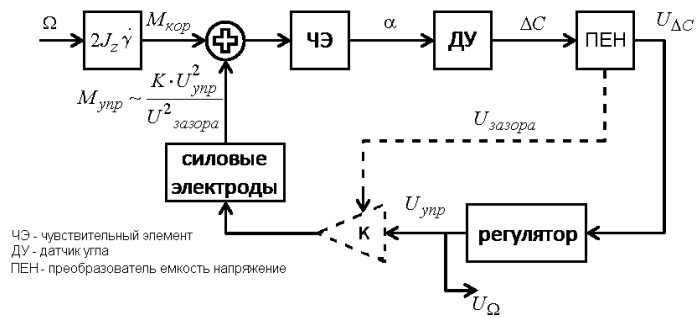 Ω
2J_Z γ̇
M_кор
ЧЭ
α
ДУ
ΔC
ПЕН
U_ΔC
M_упр ~ K·U²_упр / U²_зазора
U_зазора
силовые
электроды
К
U_упр
регулятор
U_Ω
ЧЭ - чувствительный элемент
ДУ - датчик угла
ПЕН - преобразователь емкость напряжение